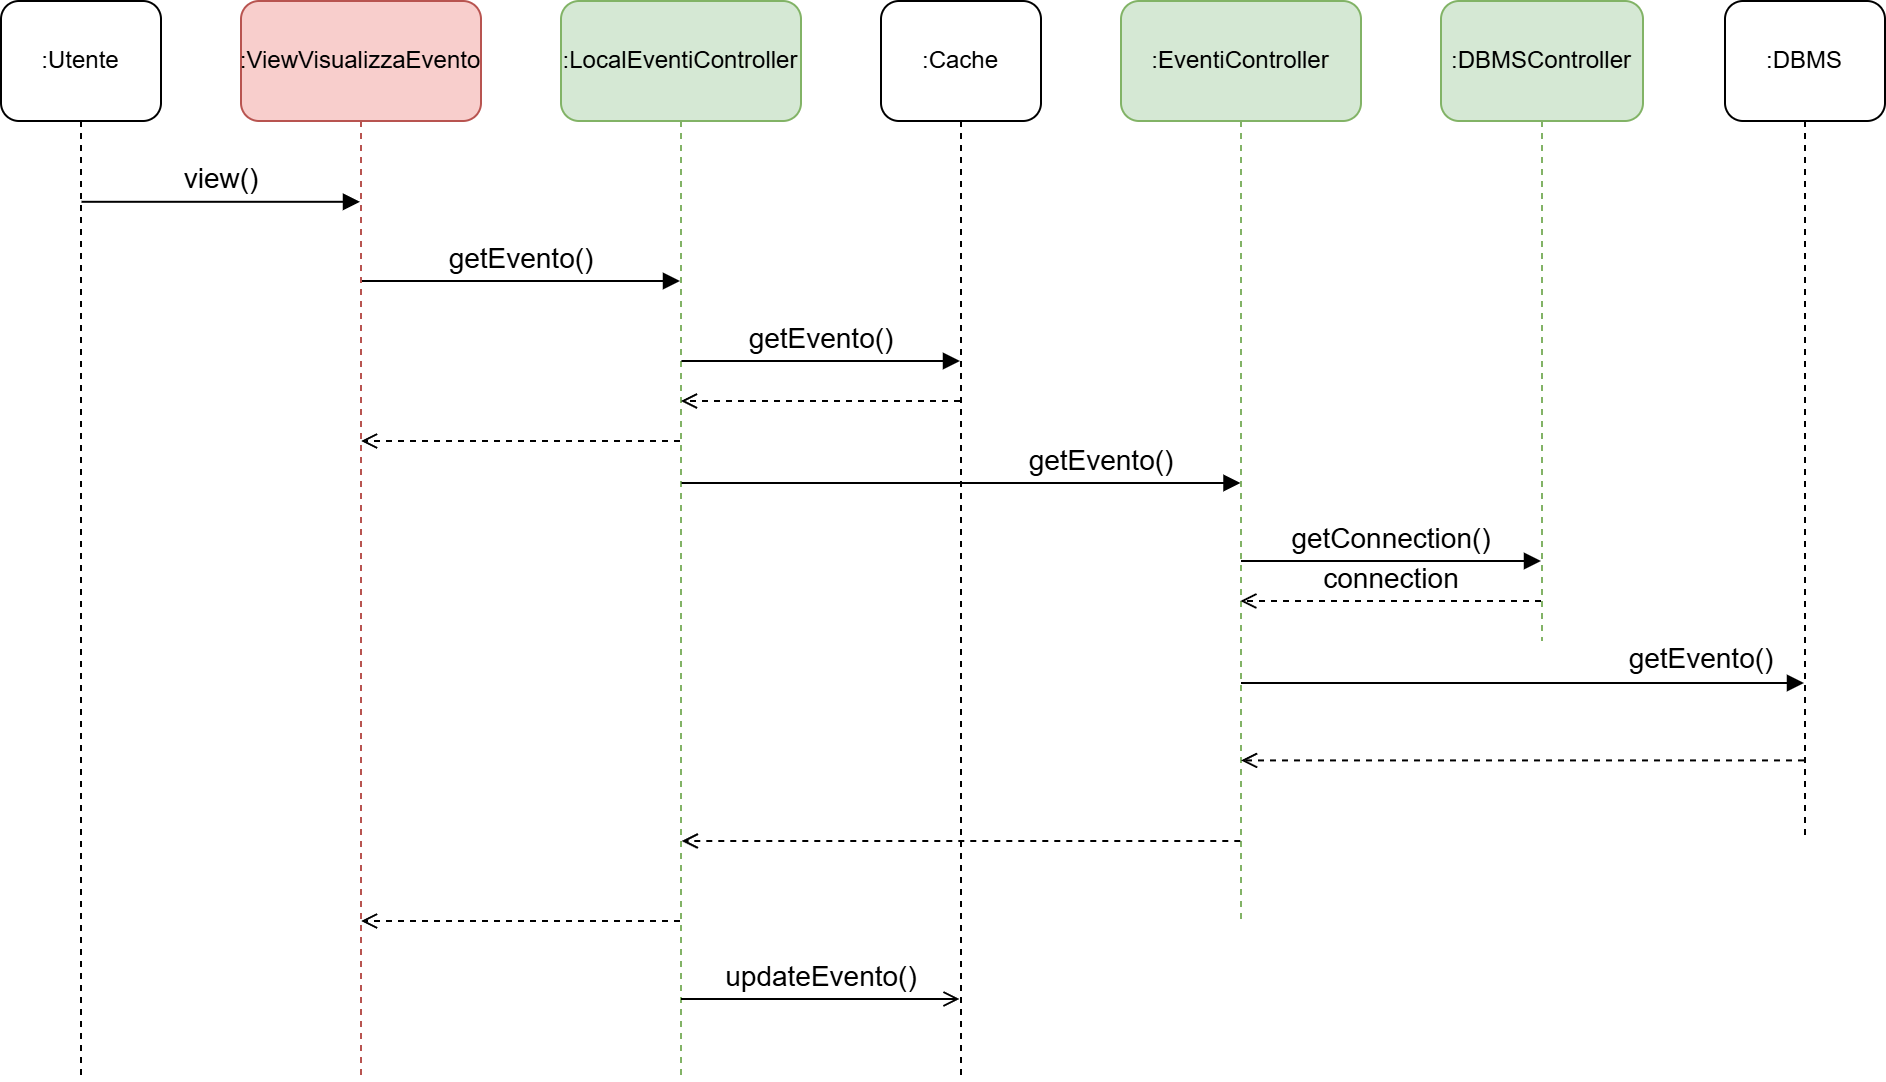 :Utente
:ViewVisualizzaEvento
:LocalEventiController
:Cache
:EventiController
:DBMSController
:DBMS
view()
getEvento()
getEvento()
getEvento()
getConnection()
connection
getEvento()
updateEvento()